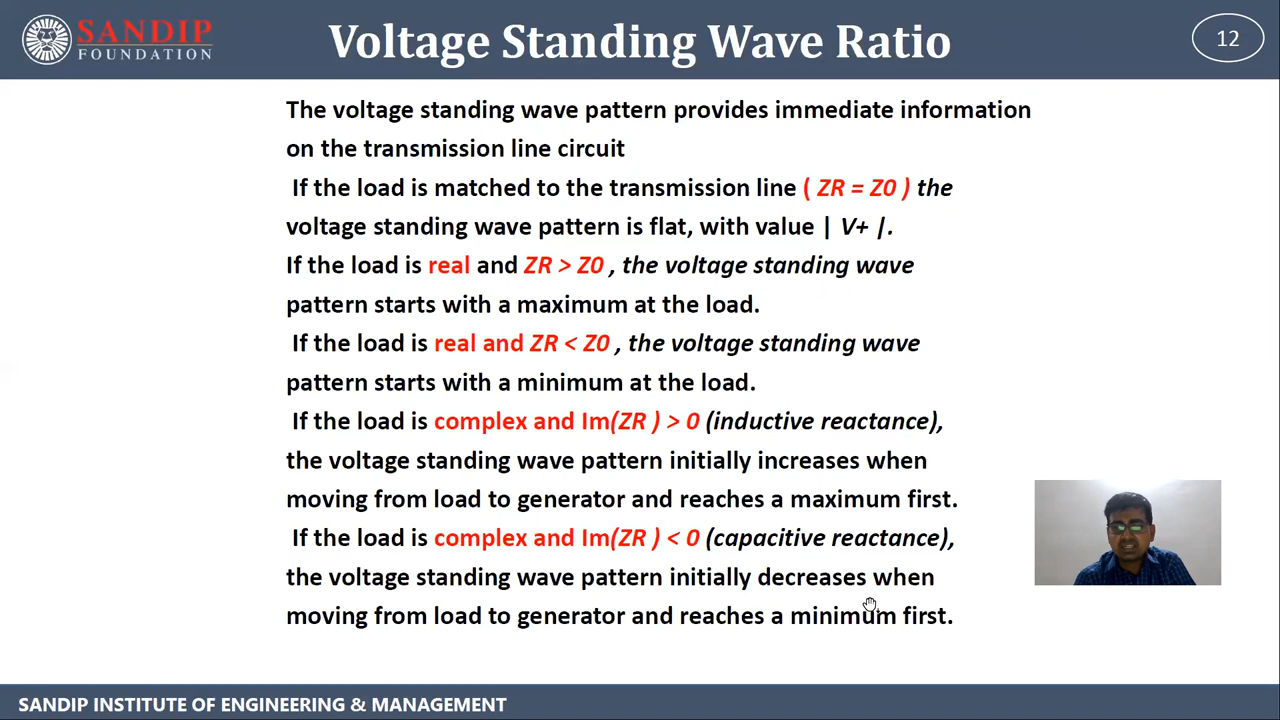 SANDIP
FOUNDATION
Voltage Standing Wave Ratio
12
The voltage standing wave pattern provides immediate information
on the transmission line circuit
If the load is matched to the transmission line ( ZR = Z0 ) the
voltage standing wave pattern is flat, with value | V+ |.
If the load is real and ZR > Z0 , the voltage standing wave
pattern starts with a maximum at the load.
If the load is real and ZR < Z0 , the voltage standing wave
pattern starts with a minimum at the load.
If the load is complex and Im(ZR ) > 0 (inductive reactance),
the voltage standing wave pattern initially increases when
moving from load to generator and reaches a maximum first.
If the load is complex and Im(ZR ) < 0 (capacitive reactance),
the voltage standing wave pattern initially decreases when
moving from load to generator and reaches a minimum first.
SANDIP INSTITUTE OF ENGINEERING & MANAGEMENT